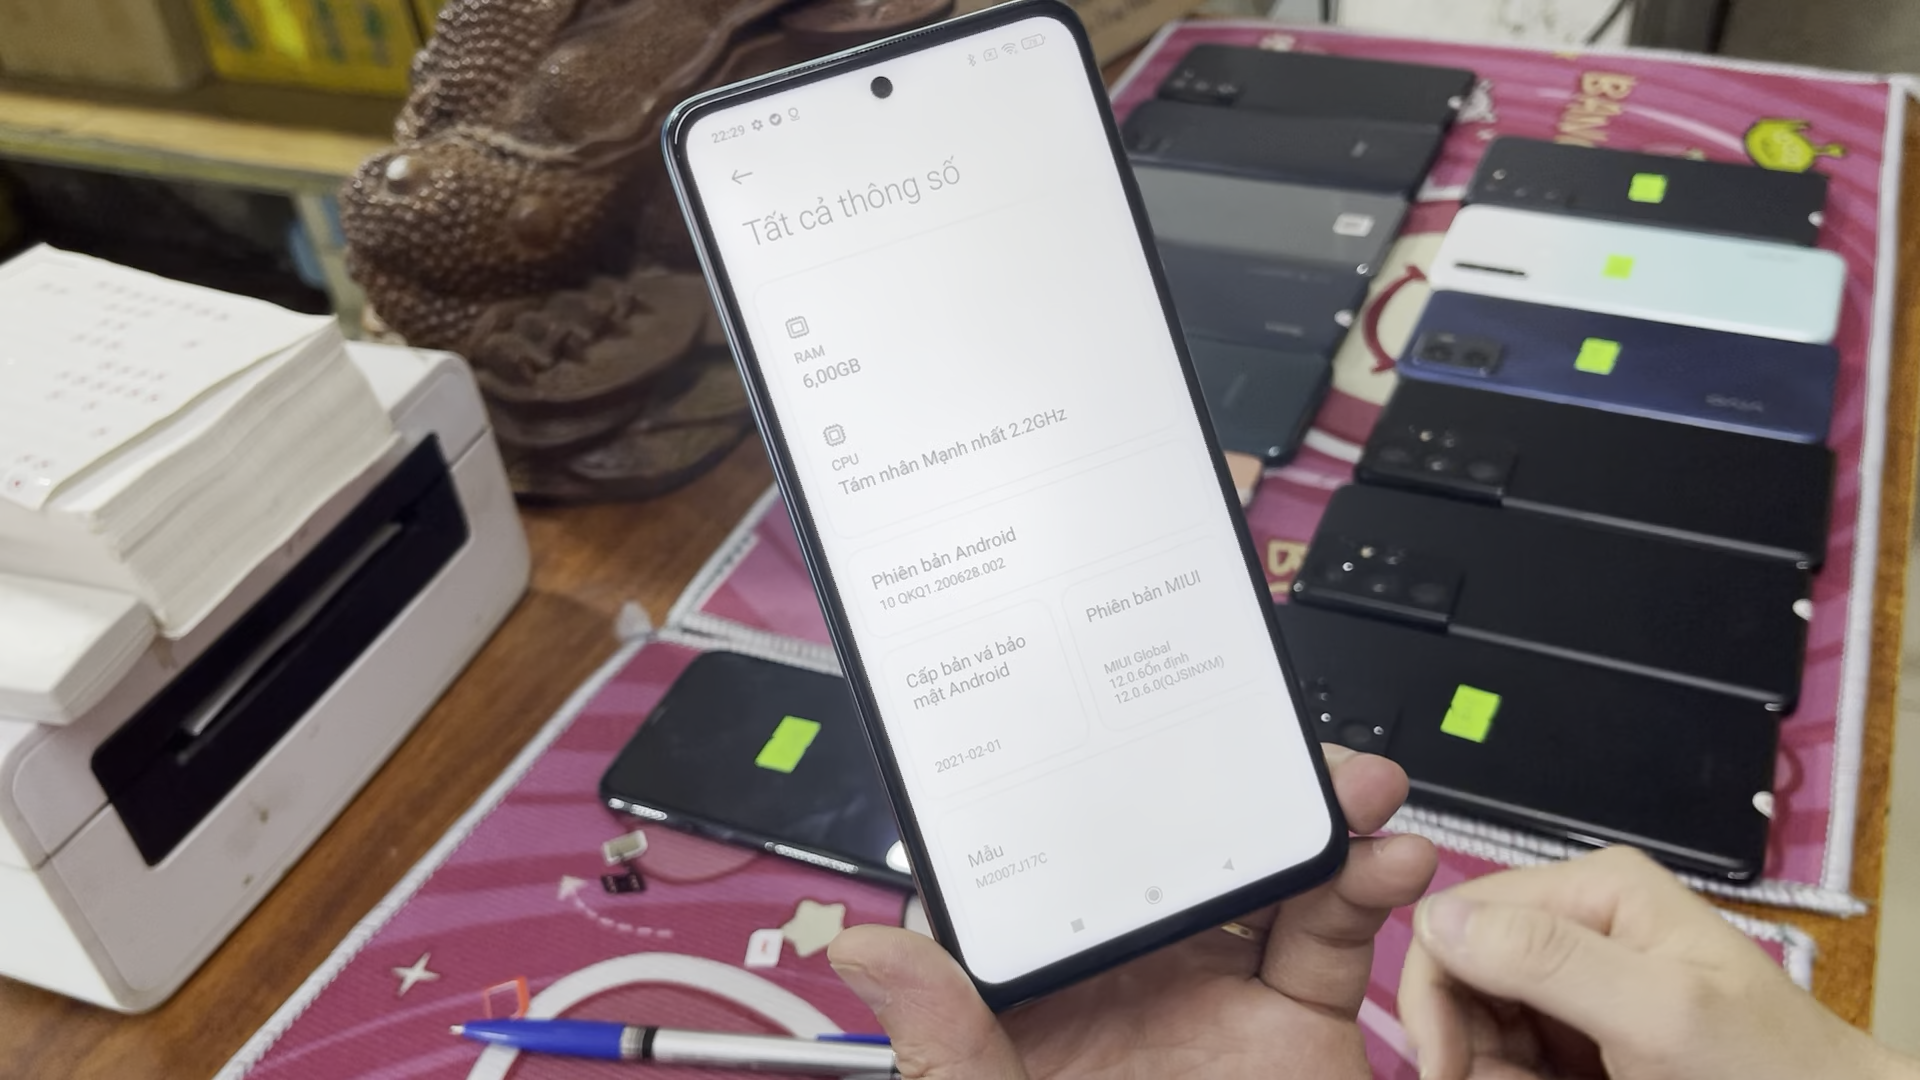 22:29
Tất cả thông số
RAM
6,00GB
CPU
Tám nhân Mạnh nhất 2.2GHz
Phiên bản Android
10 QKQ1.200628.002
Cấp bản vá bảo
mật Android
2021-02-01
Phiên bản MIUI
MIUI Global
12.0.6Ổn định
12.0.6.0(QJSINXM)
Mẫu
M2007J17C